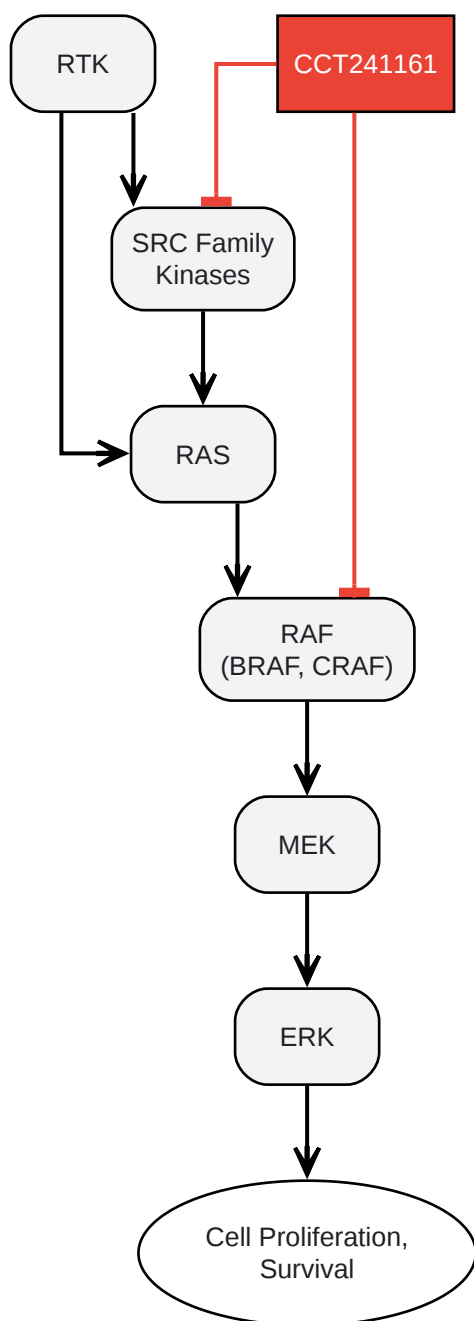 RTK
CCT241161
SRC Family
Kinases
RAS
RAF
(BRAF, CRAF)
MEK
ERK
Cell Proliferation,
Survival